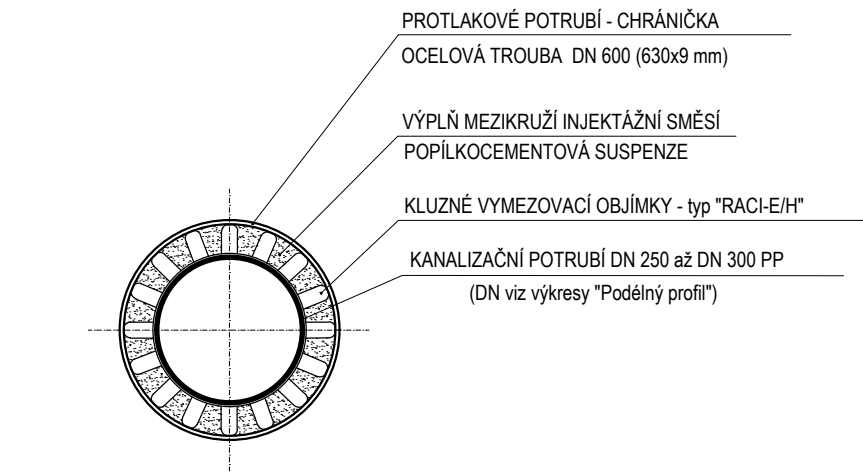 PROTLAKOVÉ POTRUBÍ - CHRÁNIČKA
OCELOVÁ TROUBA DN 600 (630x9 mm)
VÝPLŇ MEZIKRUŽÍ INJEKTÁŽNÍ SMĚSÍ
POPÍLKOCEMENTOVÁ SUSPENZE
KLUZNÉ VYMEZOVACÍ OBJÍMKY - typ "RACI-E/H"
KANALIZAČNÍ POTRUBÍ DN 250 až DN 300 PP
(DN viz výkresy "Podélný profil")